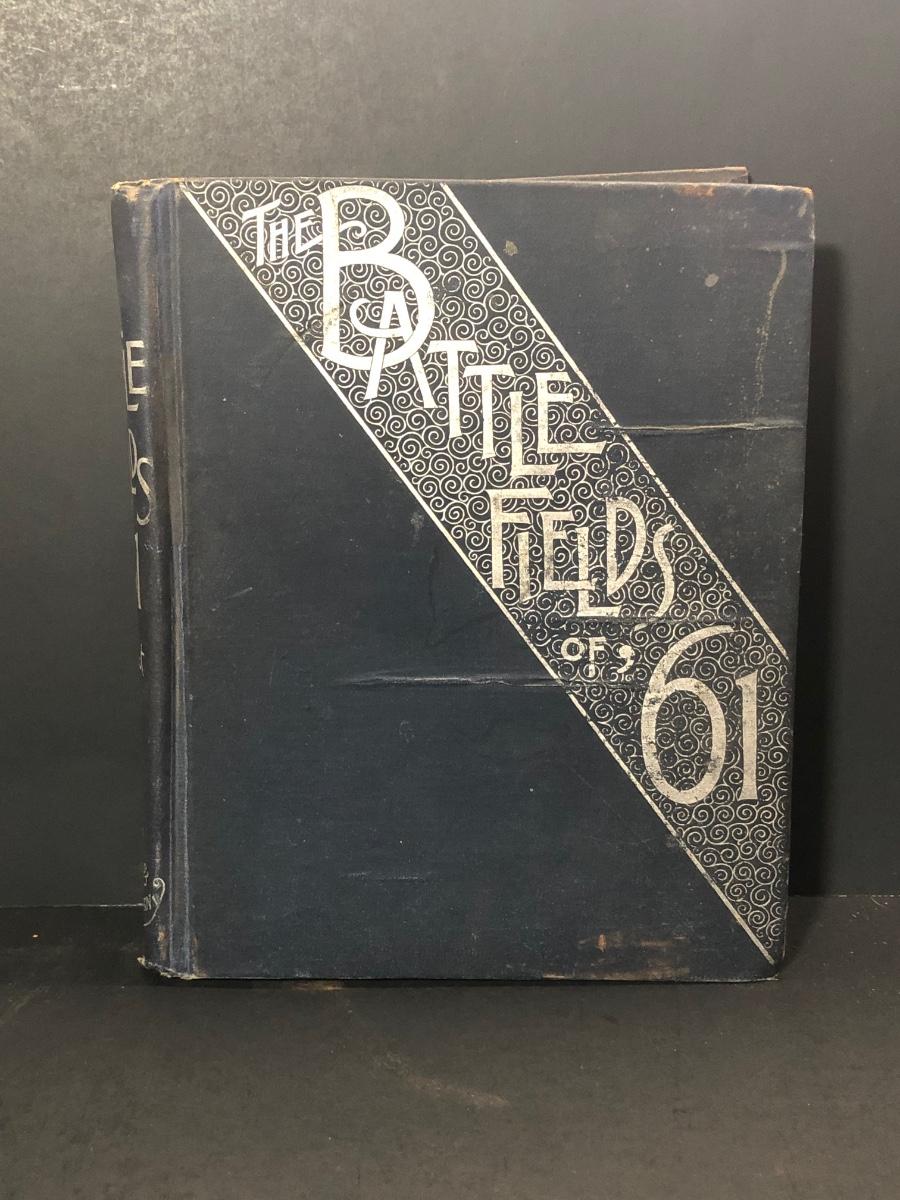 THE
BATTLE
FIELDS
OF, 61